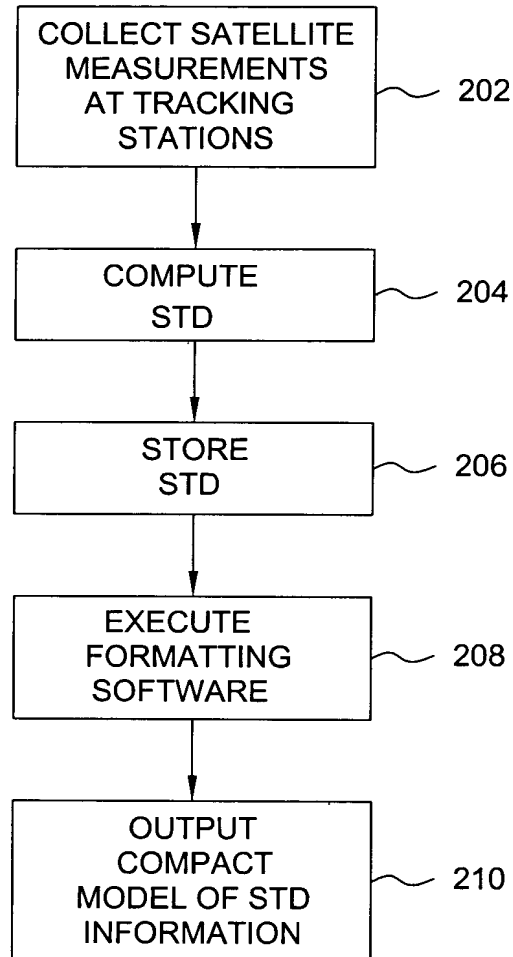 COLLECT SATELLITE
MEASUREMENTS
AT TRACKING
STATIONS
202
COMPUTE
STD
204
STORE
STD
206
EXECUTE
FORMATTING
SOFTWARE
208
OUTPUT
COMPACT
MODEL OF STD
INFORMATION
210